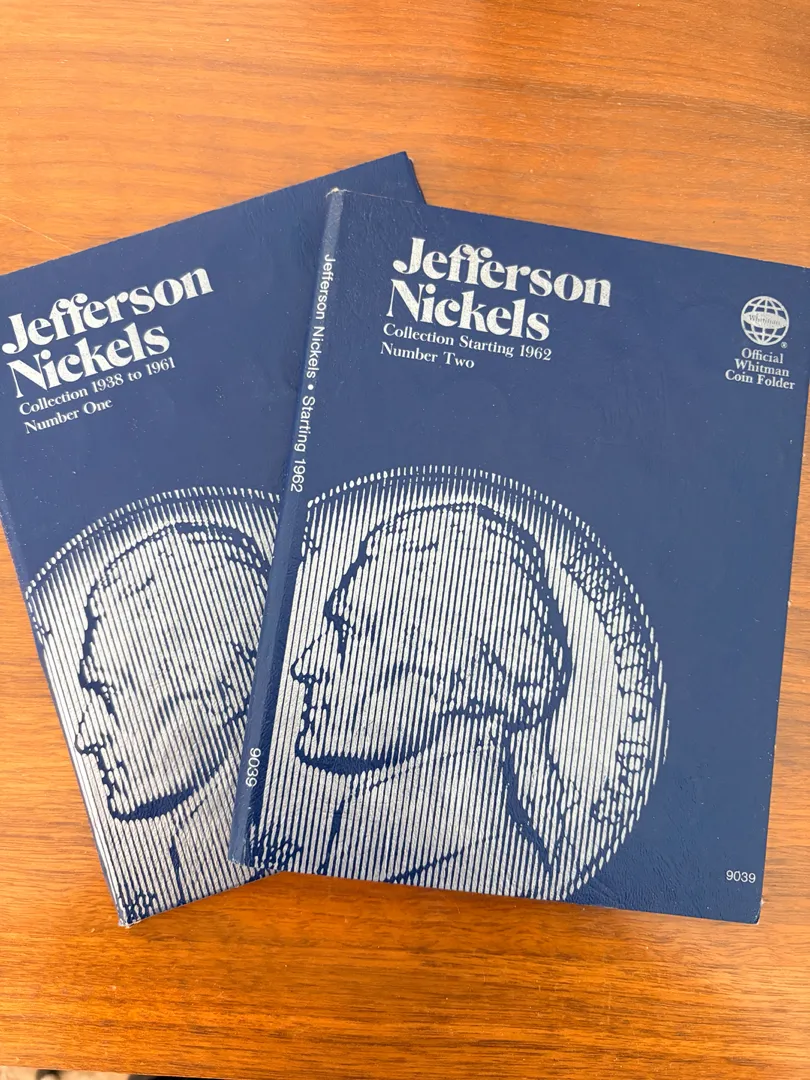 Jefferson
Nickels
Collection 1938 to 1961
Number One
Jefferson Nickels • Starting 1962
9039
Jefferson
Nickels
Collection Starting 1962
Number Two
Whitman
®
Official
Whitman
Coin Folder
9039